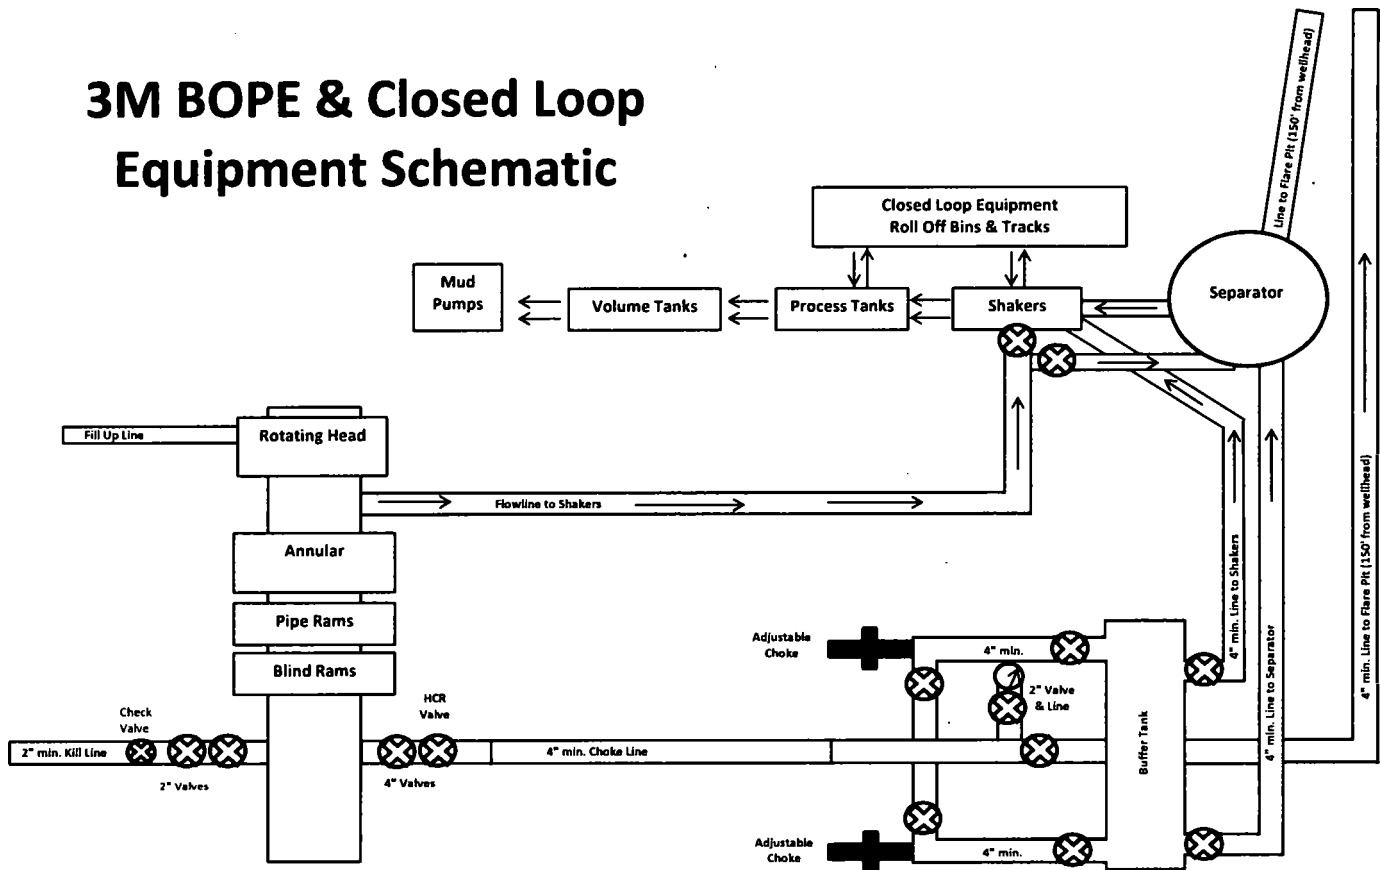 3M BOPE & Closed Loop
Equipment Schematic
Line to Flare Pit (150' from wellhead)
Closed Loop Equipment
Roll Off Bins & Tracks
Mud
Pumps
Volume Tanks
Process Tanks
Shakers
Separator
Fill Up Line
Rotating Head
Flowline to Shakers
Annular
Pipe Rams
Blind Rams
Adjustable
Choke
4" min.
2" Valve
& Line
4" min. Line to Shakers
4" min. Line to Separator
4" min. Line to Flare Pit (150' from wellhead)
Check
Valve
HCR
Valve
2" min. Kill Line
4" min. Choke Line
Buffer Tank
2" Valves
4" Valves
Adjustable
Choke
4" min.